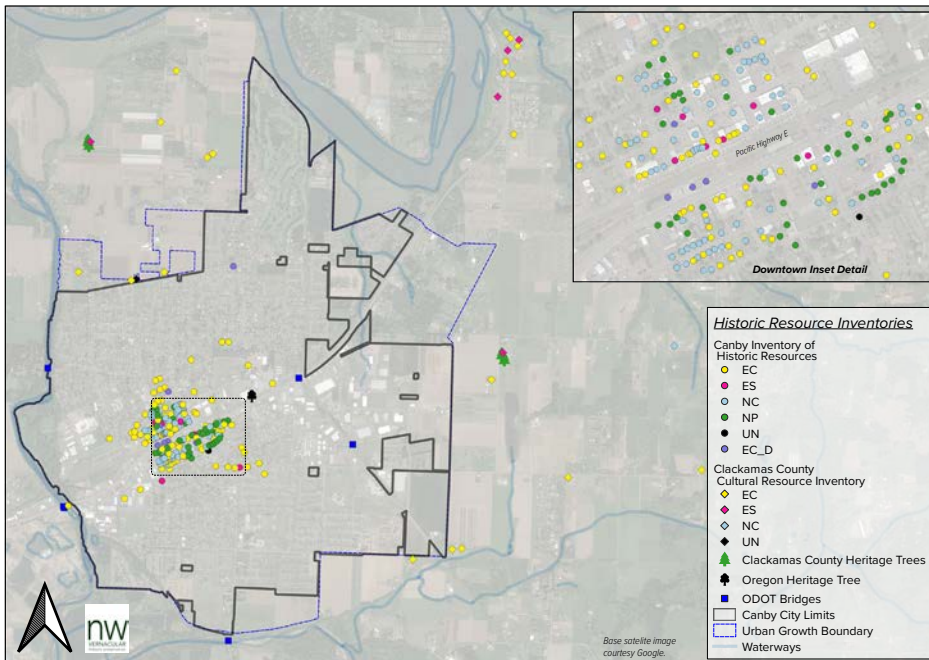 Pacific Highway E
Downtown Inset Detail
Historic Resource Inventories
Canby Inventory of
Historic Resources
EC
ES
NC
NP
UN
EC_D
Clackamas County
Cultural Resource Inventory
EC
ES
NC
UN
Clackamas County Heritage Trees
Oregon Heritage Tree
ODOT Bridges
Canby City Limits
Urban Growth Boundary
Waterways
nw
VERNACULAR
Base satelite image
courtesy Google.